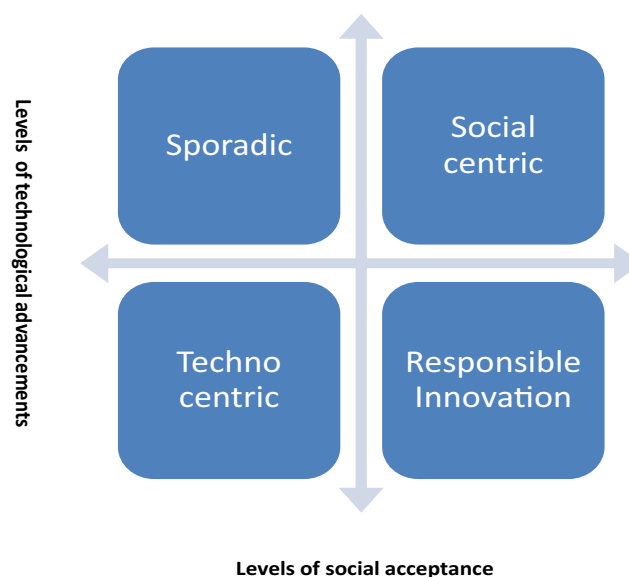 Levels of technological advancements
Sporadic
Social
centric
Techno
centric
Responsible
Innovation
Levels of social acceptance